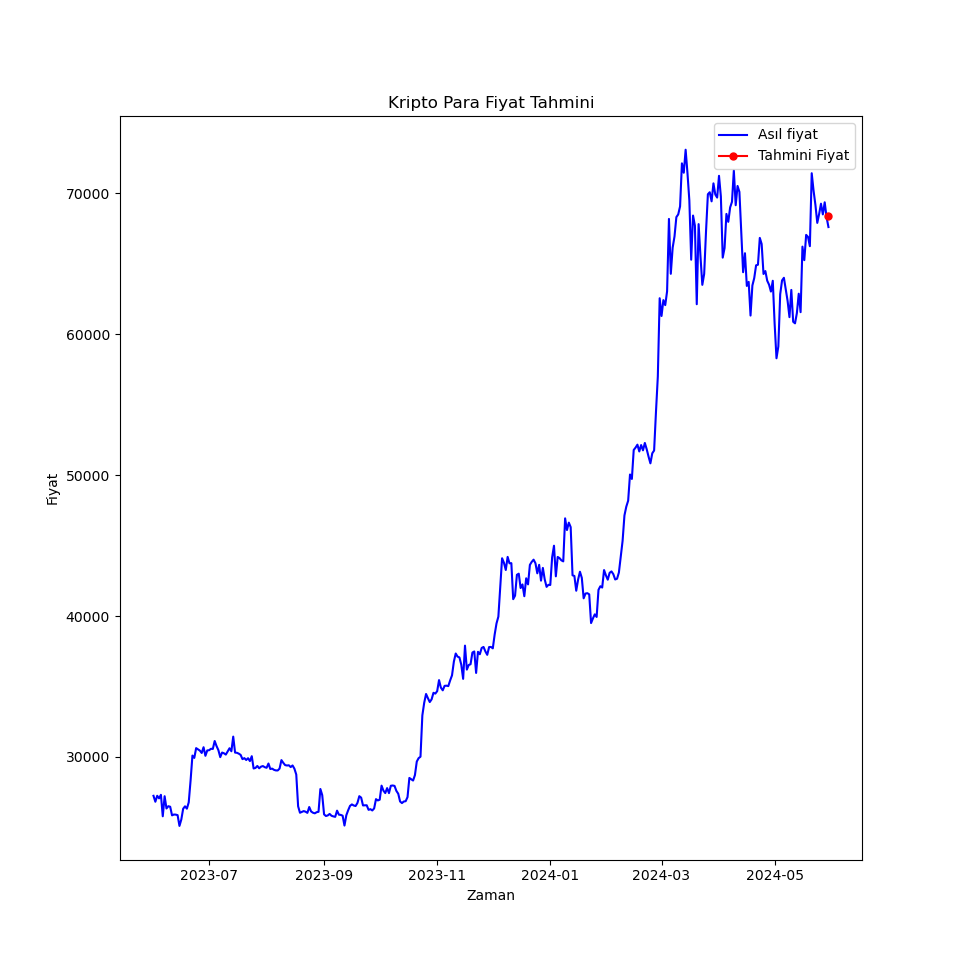 Kripto Para Fiyat Tahmini
Asıl fiyat
Tahmini Fiyat
70000
60000
50000
40000
30000
Fiyat
2023-07
2023-09
2023-11
2024-01
2024-03
2024-05
Zaman